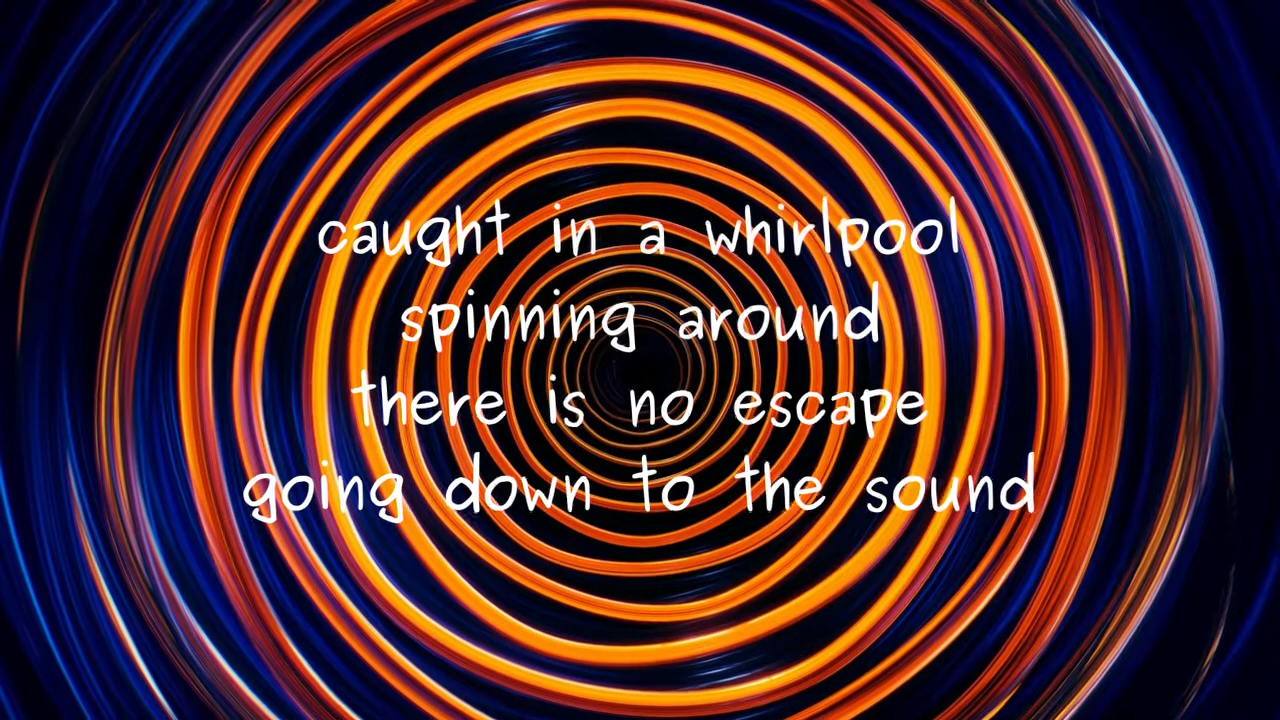 caught in a whirlpool
spinning around
there is no escape
going down to the sound